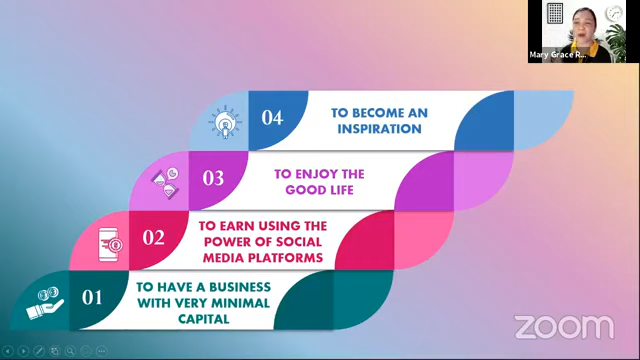 Mary Grace R...
04
TO BECOME AN
INSPIRATION
03
TO ENJOY THE
GOOD LIFE
02
TO EARN USING THE
POWER OF SOCIAL
MEDIA PLATFORMS
01
TO HAVE A BUSINESS
WITH VERY MINIMAL
CAPITAL
zoom